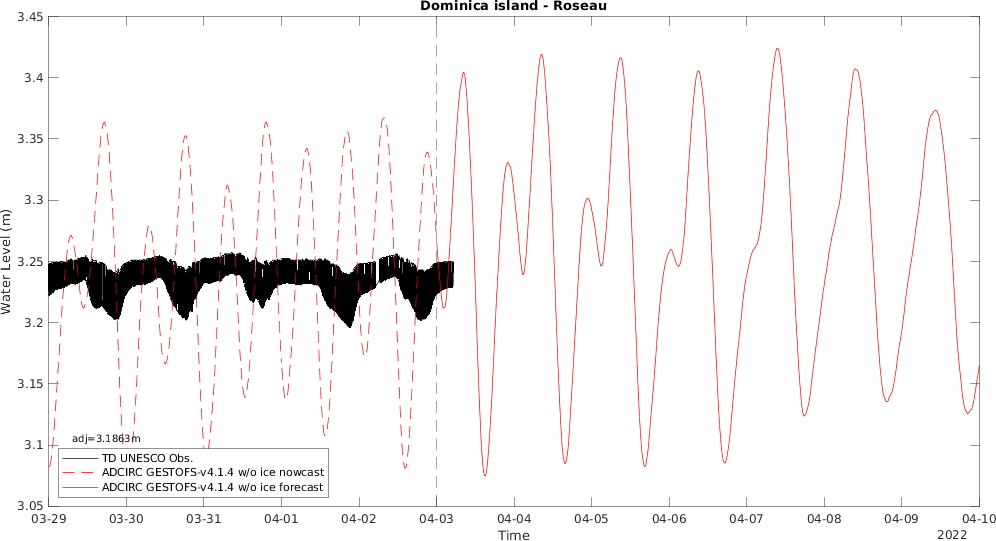 Dominica island - Roseau
3.45
3.4
3.35
3.3
3.25
3.2
3.15
3.1
3.05
Water Level (m)
adj=3.1863m
TD UNESCO Obs.
ADCIRC GESTOFS-v4.1.4 w/o ice nowcast
ADCIRC GESTOFS-v4.1.4 w/o ice forecast
03-29 03-30 03-31 04-01 04-02 04-03 04-04 04-05 04-06 04-07 04-08 04-09 04-10
Time
2022